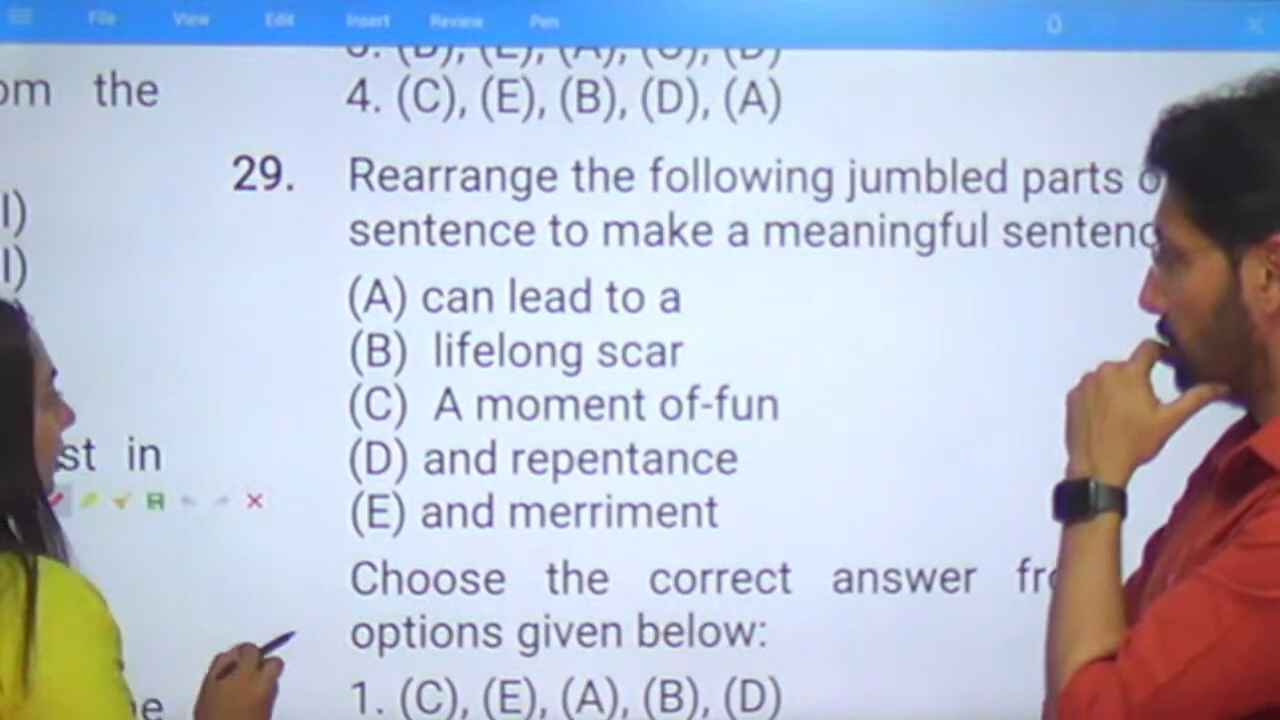 File View Edit Insert Review Pen
om the
4. (C), (E), (B), (D), (A)
29. Rearrange the following jumbled parts o
sentence to make a meaningful sentenc
(A) can lead to a
(B) lifelong scar
(C) A moment of-fun
(D) and repentance
(E) and merriment
Choose the correct answer fro
options given below:
1. (C), (E), (A), (B), (D)
I)
I)
st in
e